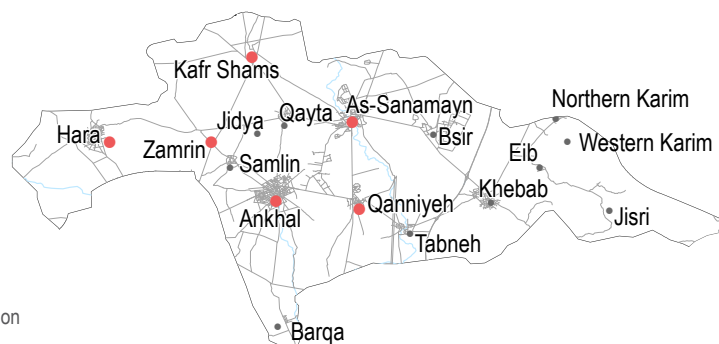 Kafr Shams
Hara
Zamrin
Jidya
Qayta
As-Sanamayn
Bsir
Northern Karim
Western Karim
Eib
Samlin
Ankhal
Qanniyeh
Khebab
Jisri
Tabneh
Barqa
on